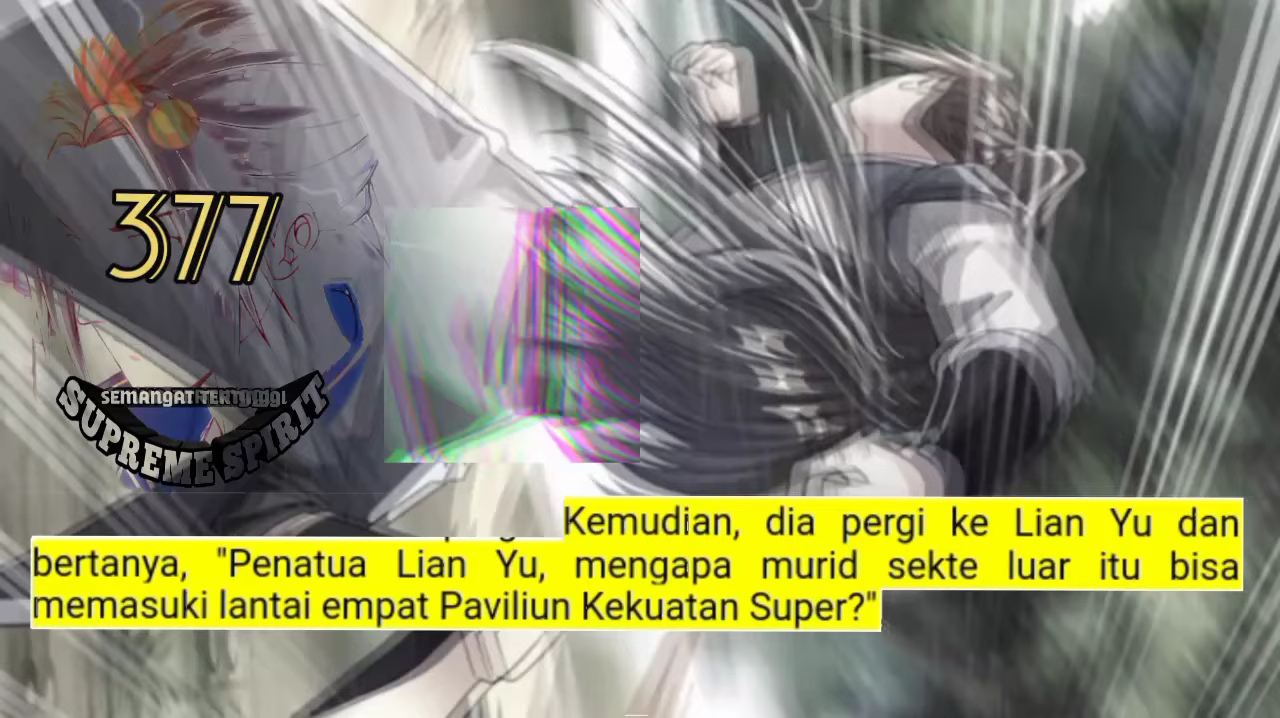 377
SEMANGAT
SUPREME SPIRIT
Kemudian, dia pergi ke Lian Yu dan
bertanya, "Penatua Lian Yu, mengapa murid sekte luar itu bisa
memasuki lantai empat Paviliun Kekuatan Super?"